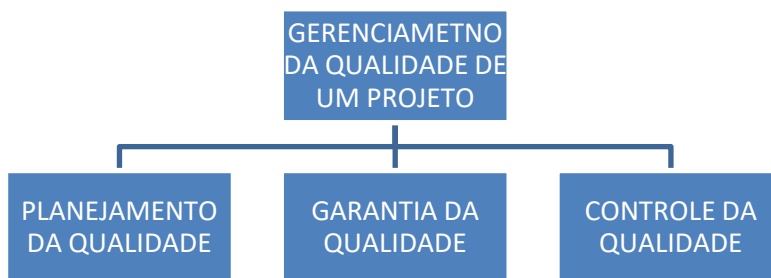 GERENCIAMETNO
DA QUALIDADE DE
UM PROJETO
PLANEJAMENTO
DA QUALIDADE
GARANTIA DA
QUALIDADE
CONTROLE DA
QUALIDADE